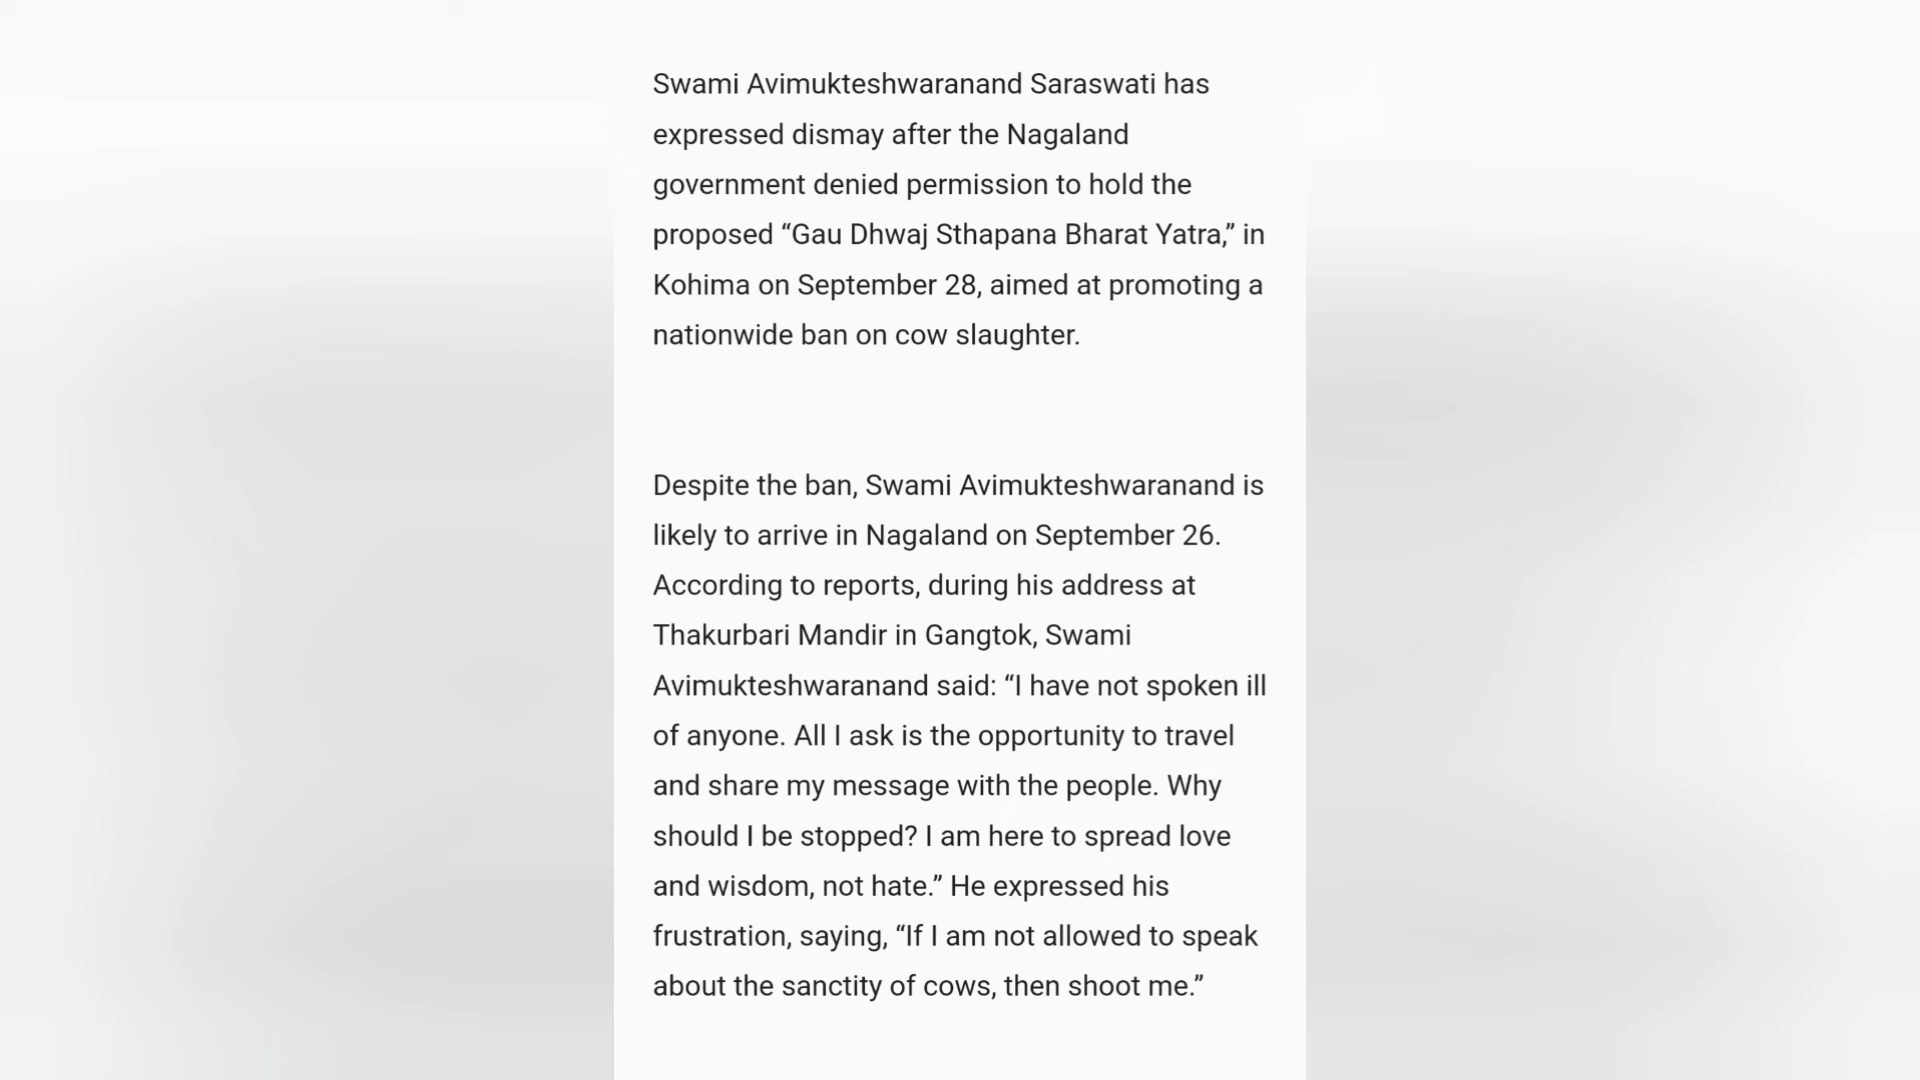 Swami Avimukteshwaranand Saraswati has
expressed dismay after the Nagaland
government denied permission to hold the
proposed “Gau Dhwaj Sthapana Bharat Yatra,” in
Kohima on September 28, aimed at promoting a
nationwide ban on cow slaughter.
Despite the ban, Swami Avimukteshwaranand is
likely to arrive in Nagaland on September 26.
According to reports, during his address at
Thakurbari Mandir in Gangtok, Swami
Avimukteshwaranand said: “I have not spoken ill
of anyone. All I ask is the opportunity to travel
and share my message with the people. Why
should I be stopped? I am here to spread love
and wisdom, not hate.” He expressed his
frustration, saying, “If I am not allowed to speak
about the sanctity of cows, then shoot me.”